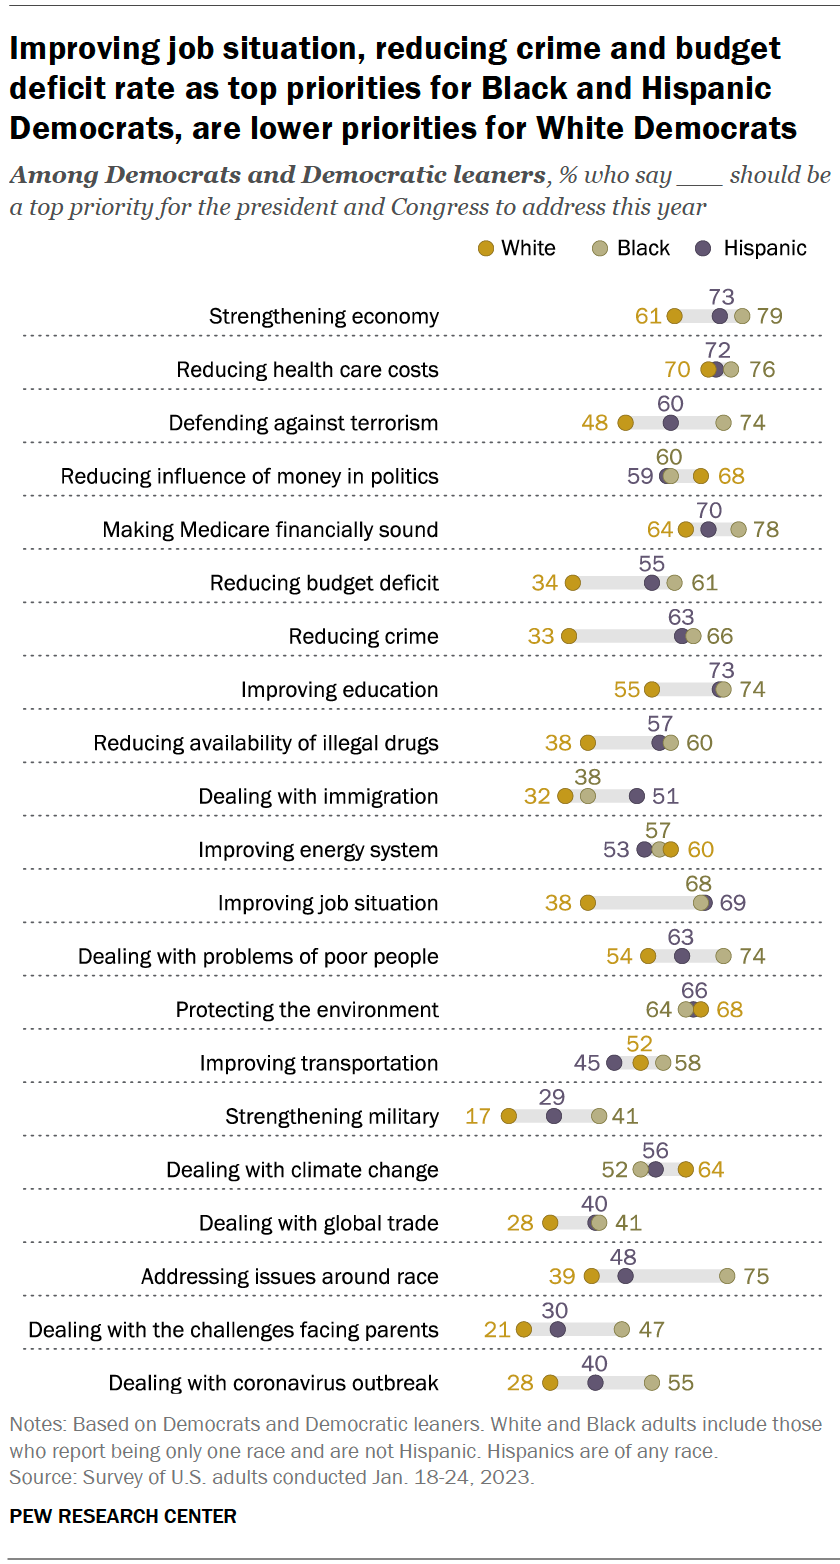 Improving job situation, reducing crime and budget
deficit rate as top priorities for Black and Hispanic
Democrats, are lower priorities for White Democrats
Among Democrats and Democratic leaners, % who say ___ should be
a top priority for the president and Congress to address this year
White Black Hispanic
73
Strengthening economy 61 79
72
Reducing health care costs 70 76
60
Defending against terrorism 48 74
60
Reducing influence of money in politics 59 68
70
Making Medicare financially sound 64 78
55
Reducing budget deficit 34 61
63
Reducing crime 33 66
73
Improving education 55 74
57
Reducing availability of illegal drugs 38 60
38
Dealing with immigration 32 51
57
Improving energy system 53 60
68
Improving job situation 38 69
63
Dealing with problems of poor people 54 74
66
Protecting the environment 64 68
52
Improving transportation 45 58
29
Strengthening military 17 41
56
Dealing with climate change 52 64
40
Dealing with global trade 28 41
48
Addressing issues around race 39 75
30
Dealing with the challenges facing parents 21 47
40
Dealing with coronavirus outbreak 28 55
Notes: Based on Democrats and Democratic leaners. White and Black adults include those
who report being only one race and are not Hispanic. Hispanics are of any race.
Source: Survey of U.S. adults conducted Jan. 18-24, 2023.
PEW RESEARCH CENTER